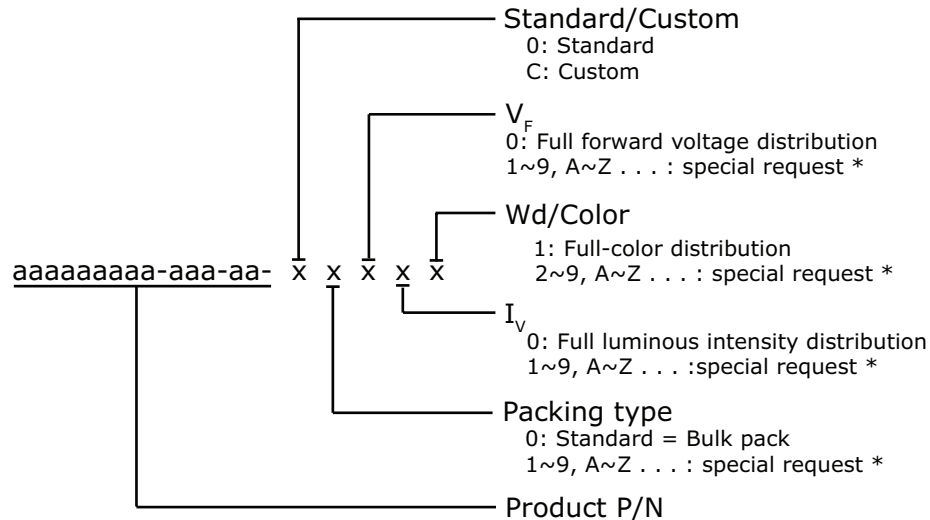 Standard/Custom
0: Standard
C: Custom
VF
0: Full forward voltage distribution
1~9, A~Z . . . : special request *
Wd/Color
1: Full-color distribution
2~9, A~Z . . . : special request *
aaaaaaaaa-aaa-aa- x x x x x
IV
0: Full luminous intensity distribution
1~9, A~Z . . . :special request *
Packing type
0: Standard = Bulk pack
1~9, A~Z . . . : special request *
Product P/N